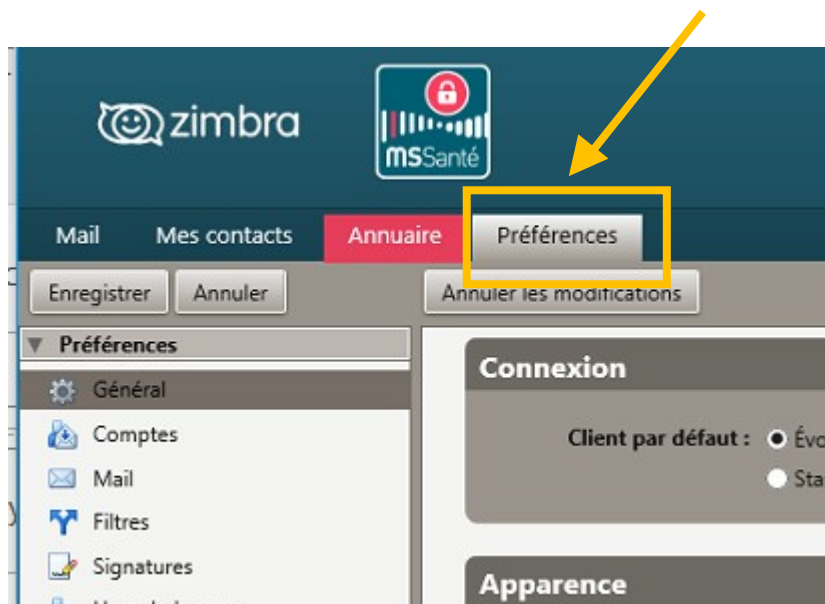 zimbra
msSanté
Mail Mes contacts Annuaire Préférences
Enregistrer Annuler Annuler les modifications
Préférences
Général
Comptes
Mail
Filtres
Signatures
Connexion
Client par défaut :
Apparence